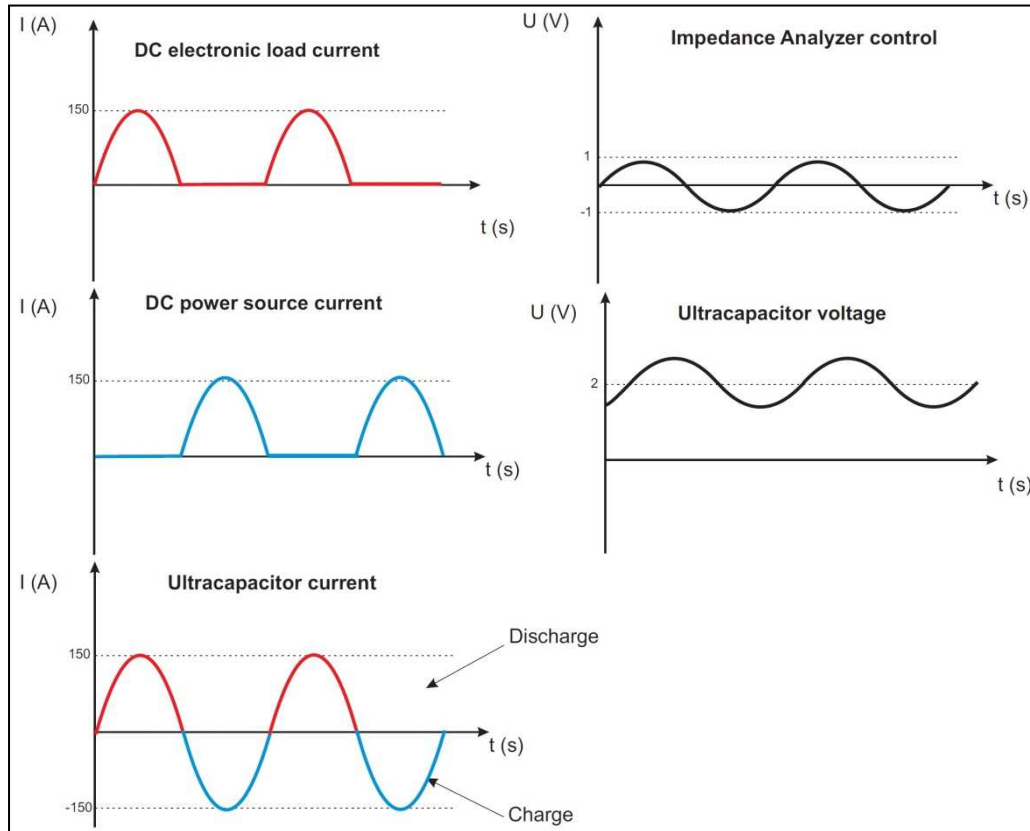 I (A)
DC electronic load current
150
t (s)
U (V)
Impedance Analyzer control
1
-1
t (s)
I (A)
DC power source current
150
t (s)
U (V)
Ultracapacitor voltage
2
t (s)
I (A)
Ultracapacitor current
150
Discharge
t (s)
-150
Charge